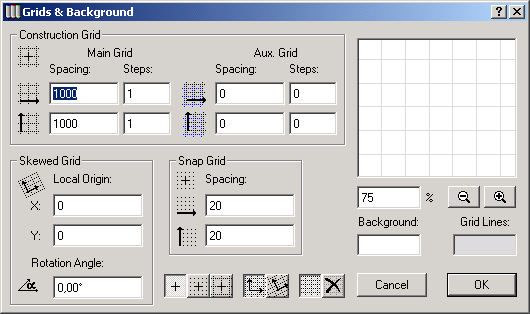 Grids & Background
Construction Grid
Main Grid
Aux. Grid
Spacing: Steps: Spacing: Steps:
1000 1 0 0
1000 1 0 0
Skewed Grid
Local Origin:
X: 0
Y: 0
Rotation Angle:
α 0,00°
Snap Grid
Spacing:
20
20
75 %
Background: Grid Lines:
Cancel OK